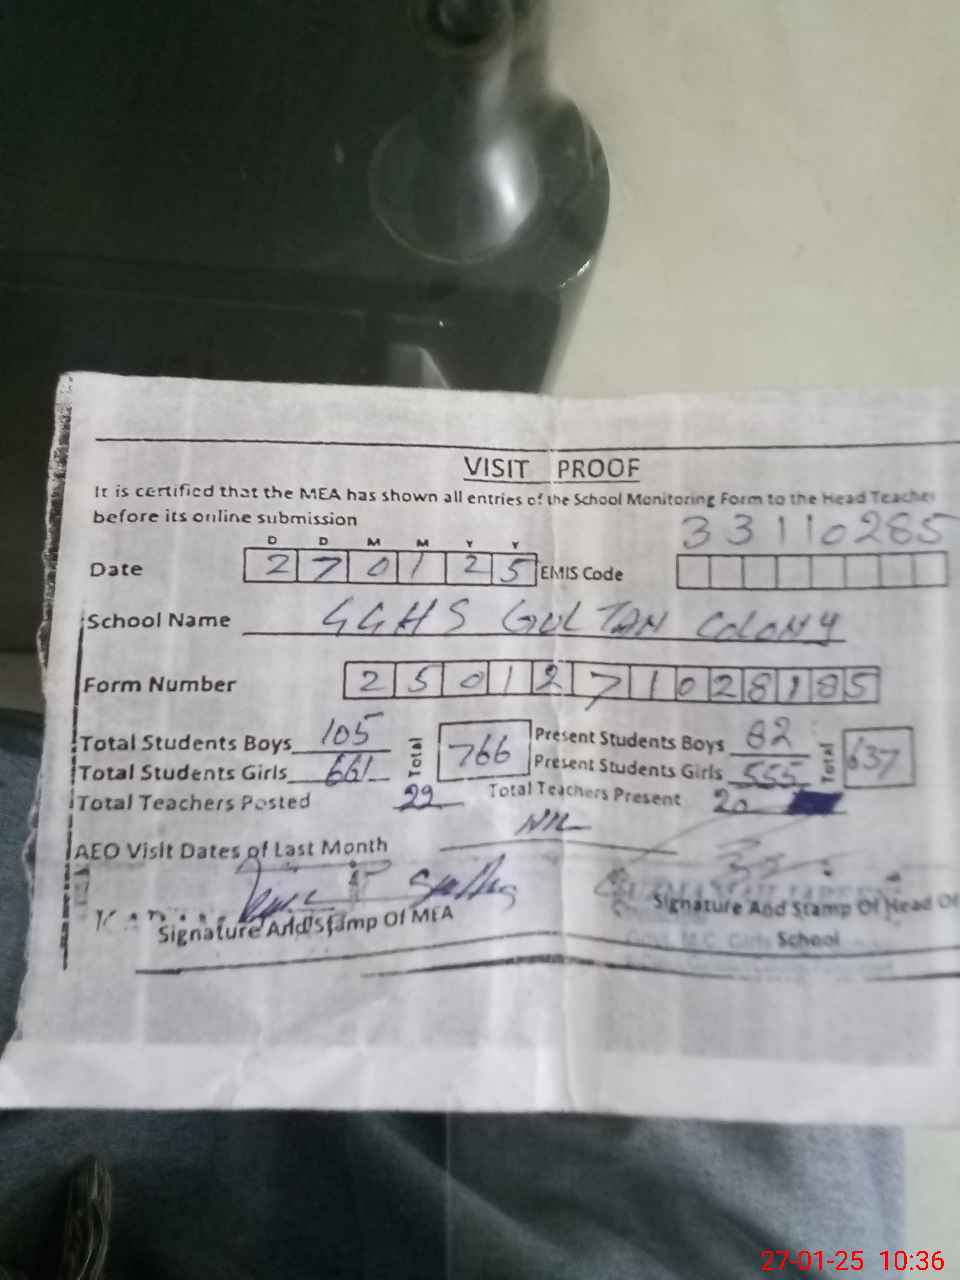 VISIT PROOF
It is certified that the MEA has shown all entries of the School Monitoring Form to the Head Teacher
before its online submission
33110285
D D M M Y Y
Date 2 7 0 1 2 5 EMIS Code
School Name GGHS GULTAN COLONY
Form Number 2 5 0 1 2 7 1 0 2 8 1 8 5
Total Students Boys 105 Total 766 Present Students Boys 82 Total 637
Total Students Girls 661 Present Students Girls 555
Total Teachers Posted 29 Total Teachers Present 20
AEO Visit Dates of Last Month NIL
Signature And Stamp Of MEA Signature And Stamp Of Head Of
Govt. M.C. Girls School
27-01-25 10:36